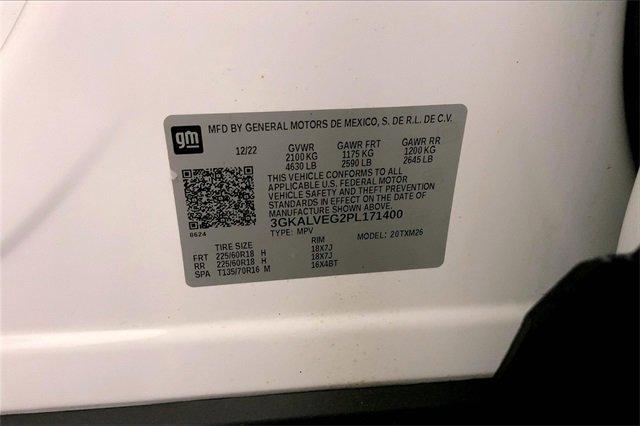 gm
MFD BY GENERAL MOTORS DE MEXICO, S. DE R.L. DE C.V.
12/22 GVWR GAWR FRT GAWR RR
2100 KG 1175 KG 1200 KG
4630 LB 2590 LB 2645 LB
THIS VEHICLE CONFORMS TO ALL
APPLICABLE U.S. FEDERAL MOTOR
VEHICLE SAFETY AND THEFT PREVENTION
STANDARDS IN EFFECT ON THE DATE OF
MANUFACTURE SHOWN ABOVE.
3GKALVEG2PL171400
0624 TYPE: MPV MODEL: 20TXM26
TIRE SIZE RIM
FRT 225/60R18 H 18X7J
RR 225/60R18 H 18X7J
SPA T135/70R16 M 16X4BT